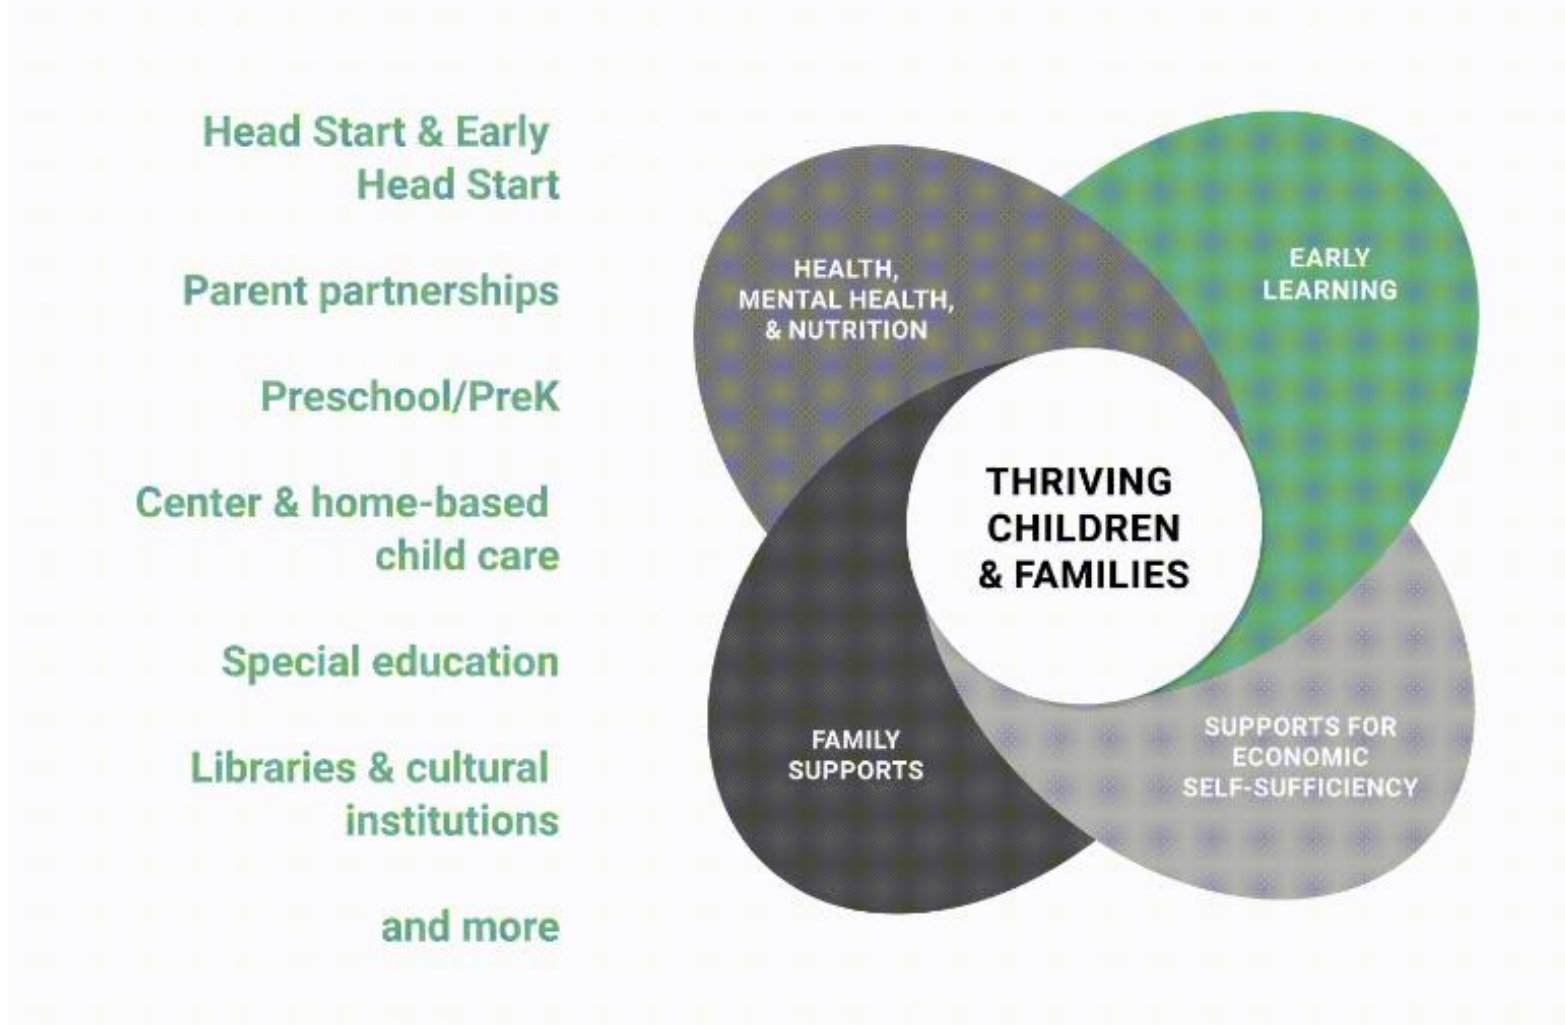 Head Start & Early
Head Start
Parent partnerships
Preschool/PreK
Center & home-based
child care
Special education
Libraries & cultural
institutions
and more
HEALTH,
MENTAL HEALTH,
& NUTRITION
EARLY
LEARNING
THRIVING
CHILDREN
& FAMILIES
FAMILY
SUPPORTS
SUPPORTS FOR
ECONOMIC
SELF-SUFFICIENCY